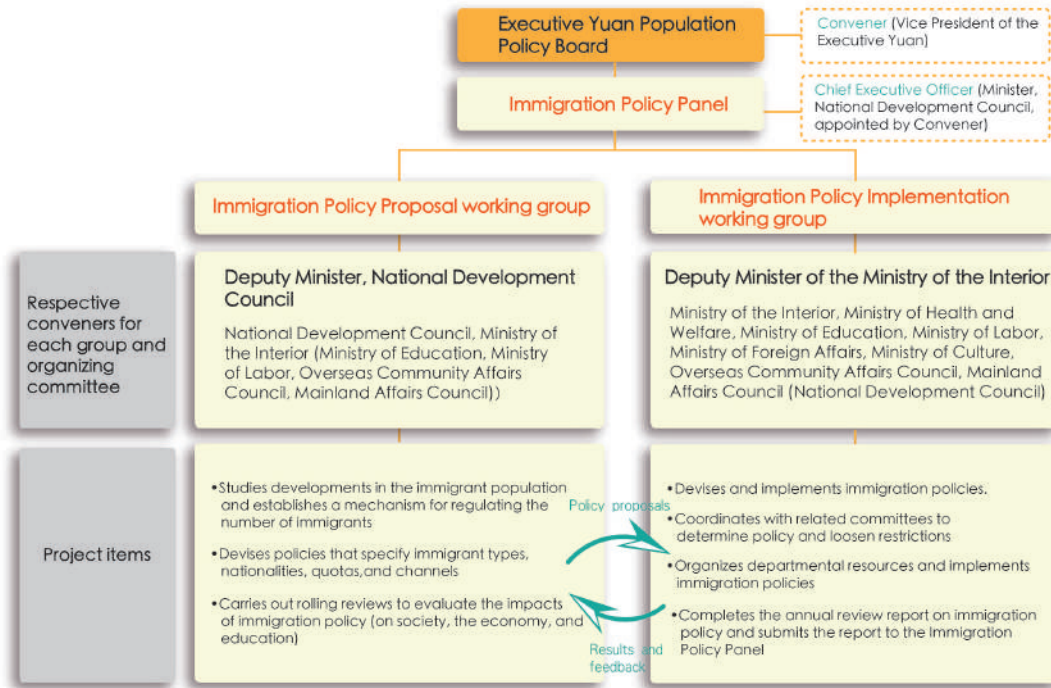 Executive Yuan Population
Policy Board
Convener (Vice President of the
Executive Yuan)
Immigration Policy Panel
Chief Executive Officer (Minister,
National Development Council,
appointed by Convener)
Immigration Policy Proposal working group
Immigration Policy Implementation
working group
Respective
conveners for
each group and
organizing
committee
Deputy Minister, National Development
Council
National Development Council, Ministry of
the Interior (Ministry of Education, Ministry
of Labor, Overseas Community Affairs
Council, Mainland Affairs Council))
Deputy Minister of the Ministry of the Interior
Ministry of the Interior, Ministry of Health and
Welfare, Ministry of Education, Ministry of Labor,
Ministry of Foreign Affairs, Ministry of Culture,
Overseas Community Affairs Council, Mainland
Affairs Council (National Development Council)
Project items
•Studies developments in the immigrant population
and establishes a mechanism for regulating the
number of immigrants
•Devises policies that specify immigrant types,
nationalities, quotas,and channels
•Carries out rolling reviews to evaluate the impacts
of immigration policy (on society, the economy, and
education)
Policy proposals
Results and
feedback
•Devises and implements immigration policies.
•Coordinates with related committees to
determine policy and loosen restrictions
•Organizes departmental resources and implements
immigration policies
•Completes the annual review report on immigration
policy and submits the report to the Immigration
Policy Panel